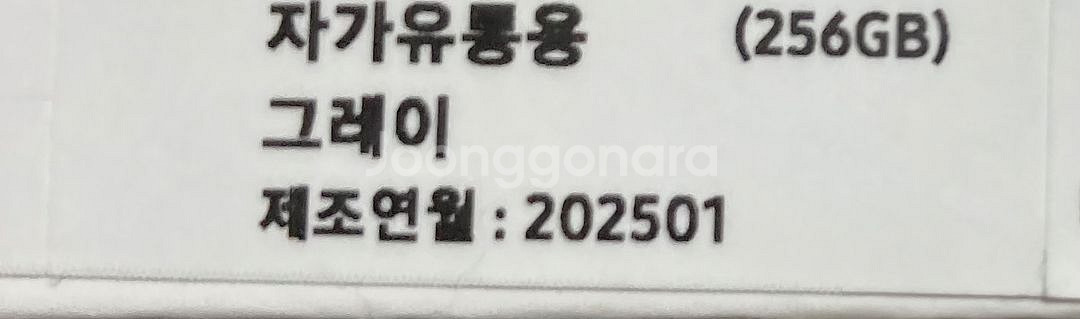 자가유통용 (256GB)
그레이
Joonggonara
제조연월 : 202501